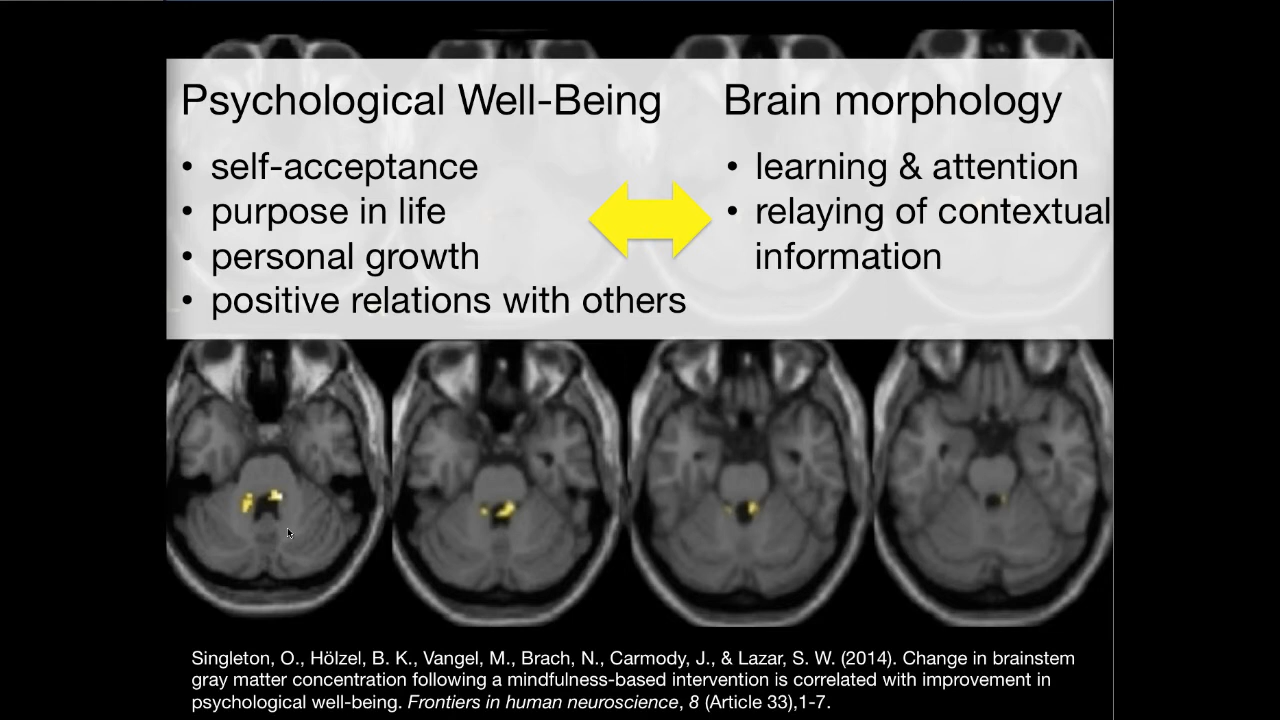 Psychological Well-Being
• self-acceptance
• purpose in life
• personal growth
• positive relations with others
Brain morphology
• learning & attention
• relaying of contextual
information
Singleton, O., Hölzel, B. K., Vangel, M., Brach, N., Carmody, J., & Lazar, S. W. (2014). Change in brainstem
gray matter concentration following a mindfulness-based intervention is correlated with improvement in
psychological well-being. Frontiers in human neuroscience, 8 (Article 33),1-7.